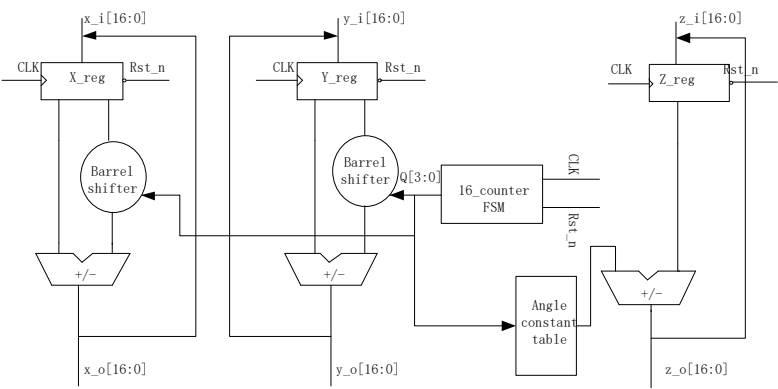 x_i[16:0]
y_i[16:0]
z_i[16:0]
CLK
X_reg
Rst_n
CLK
Y_reg
Rst_n
CLK
Z_reg
Rst_n
Barrel
shifter
Barrel
shifter
Q[3:0]
16_counter
FSM
CLK
Rst_n
+/-
+/-
+/-
Angle
constant
table
x_o[16:0]
y_o[16:0]
z_o[16:0]